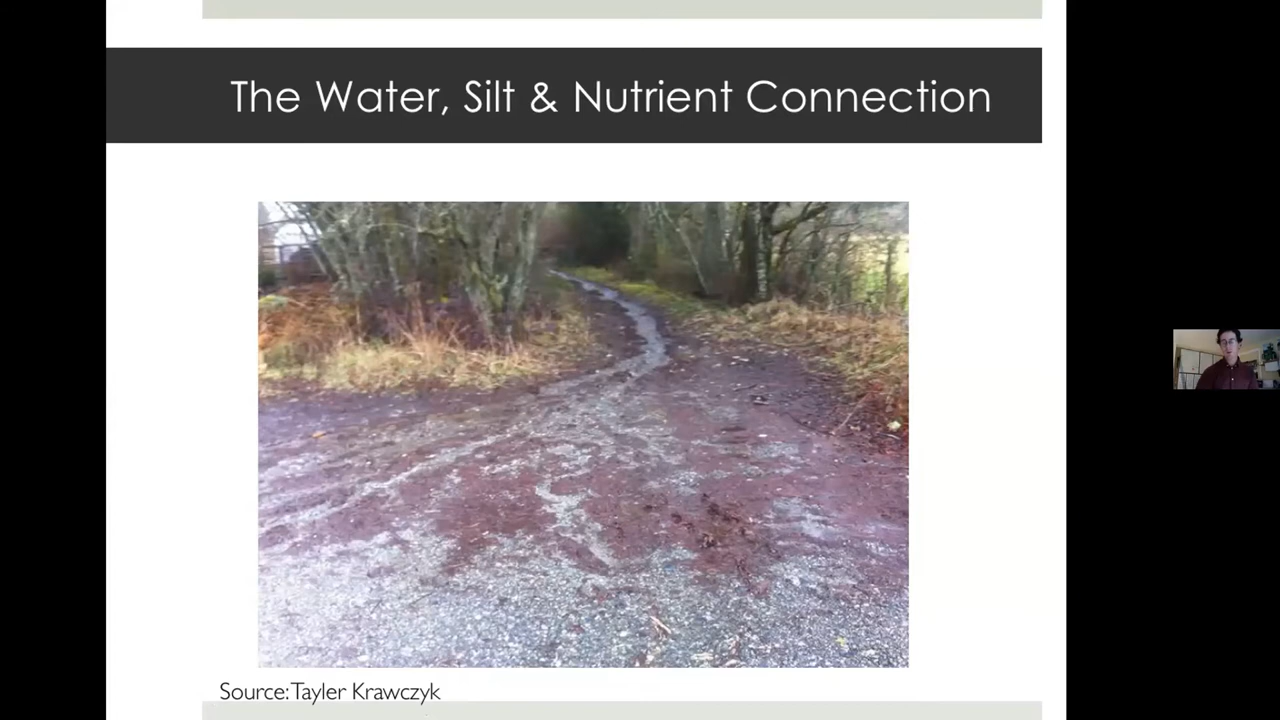 The Water, Silt & Nutrient Connection
Source: Tayler Krawczyk